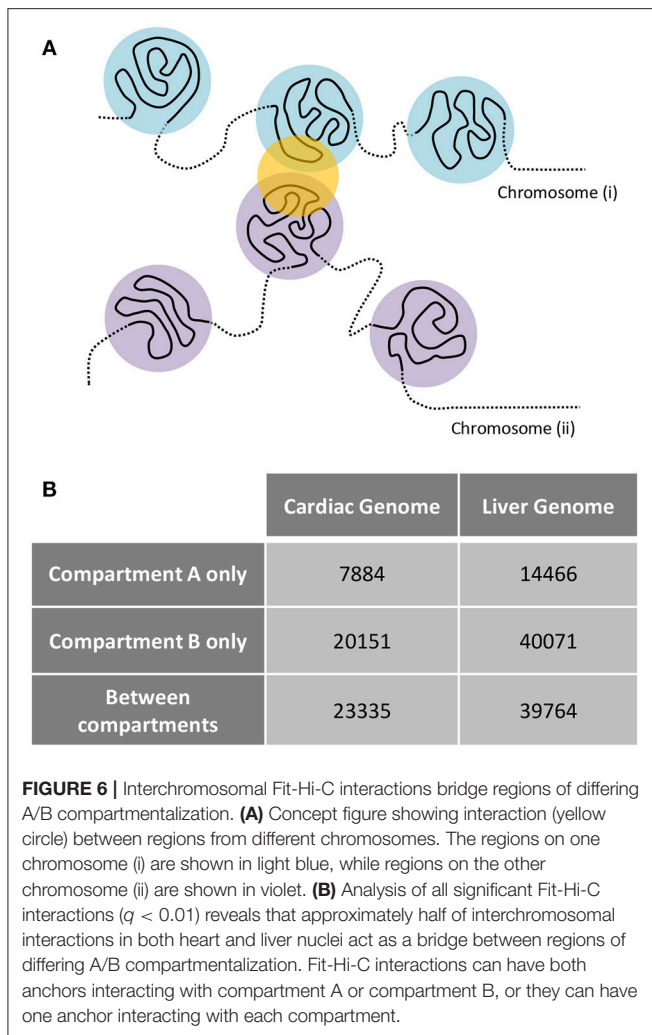 A
Chromosome (i)
Chromosome (ii)
B
Cardiac Genome Liver Genome
Compartment A only 7884 14466
Compartment B only 20151 40071
Between compartments 23335 39764
FIGURE 6 | Interchromosomal Fit-Hi-C interactions bridge regions of differing
A/B compartmentalization. (A) Concept figure showing interaction (yellow
circle) between regions from different chromosomes. The regions on one
chromosome (i) are shown in light blue, while regions on the other
chromosome (ii) are shown in violet. (B) Analysis of all significant Fit-Hi-C
interactions (q < 0.01) reveals that approximately half of interchromosomal
interactions in both heart and liver nuclei act as a bridge between regions of
differing A/B compartmentalization. Fit-Hi-C interactions can have both
anchors interacting with compartment A or compartment B, or they can have
one anchor interacting with each compartment.